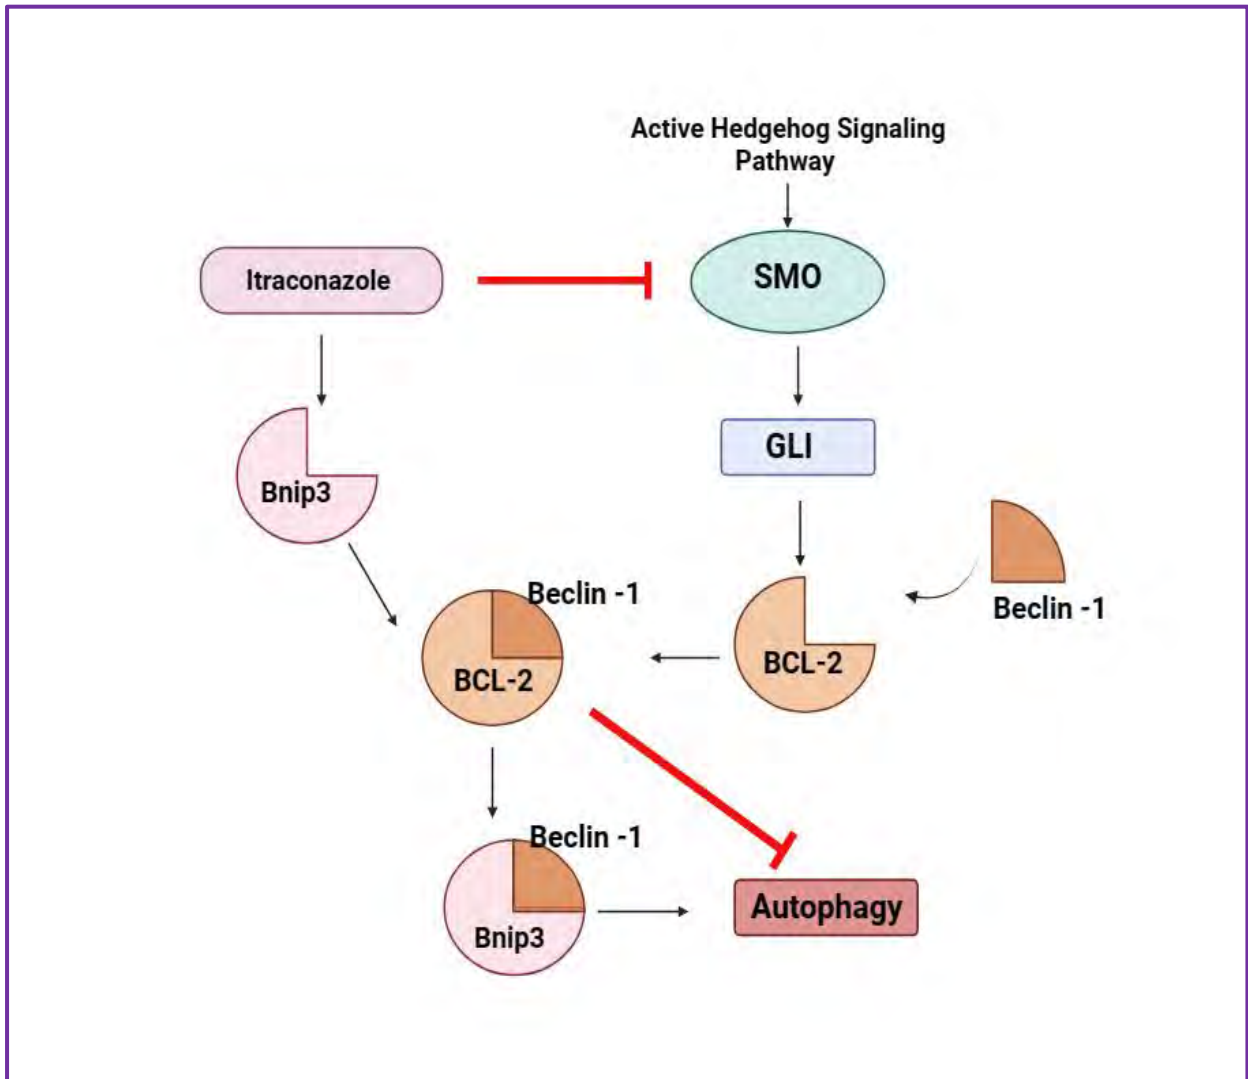 Active Hedgehog Signaling
Pathway
Itraconazole
SMO
GLI
Bnip3
Beclin -1
Beclin -1
BCL-2
BCL-2
Beclin -1
Bnip3
Autophagy